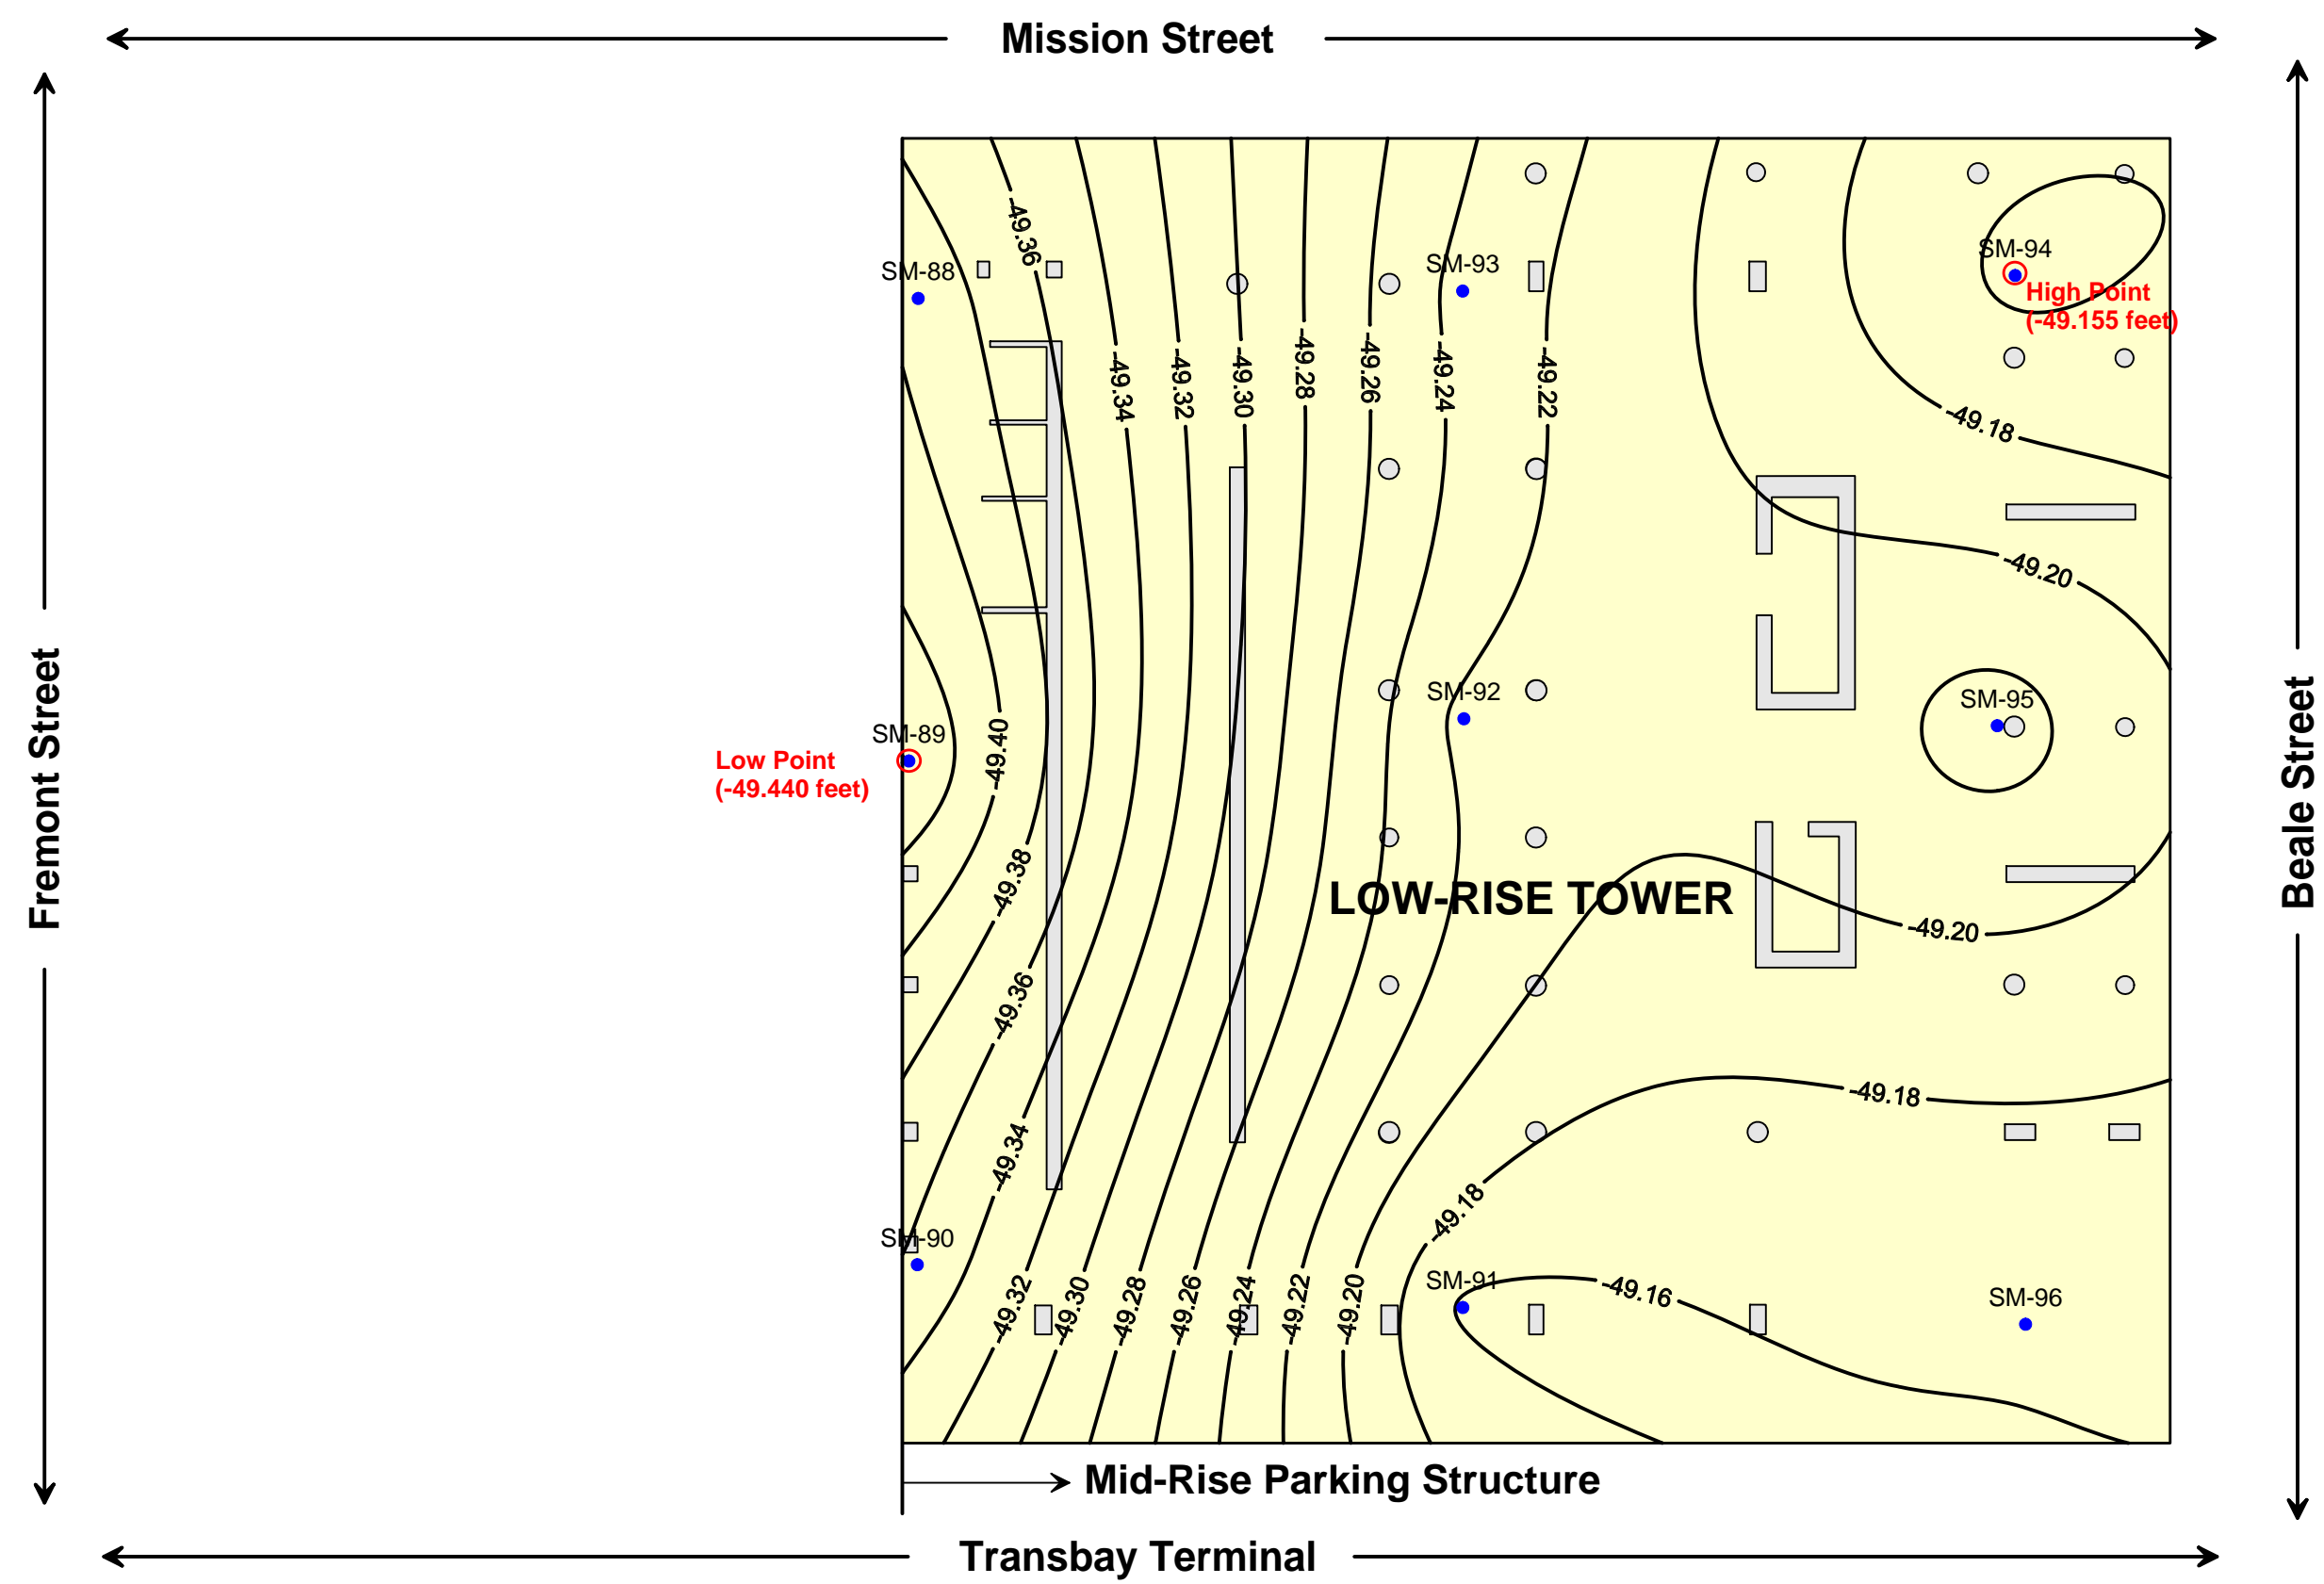 Mission Street
-49.36
SM-88
SM-93
SM-94
High Point
(-49.155 feet)
-49.34
-49.32
-49.30
-49.28
-49.26
-49.24
-49.22
-49.18
-49.20
Fremont Street
Beale Street
SM-89
Low Point
(-49.440 feet)
-49.40
SM-92
SM-95
-49.38
LOW-RISE TOWER
-49.20
-49.36
-49.18
-49.34
-49.18
SM-90
SM-91
-49.16
SM-96
-49.32
-49.30
-49.28
-49.26
-49.24
-49.22
-49.20
Mid-Rise Parking Structure
Transbay Terminal